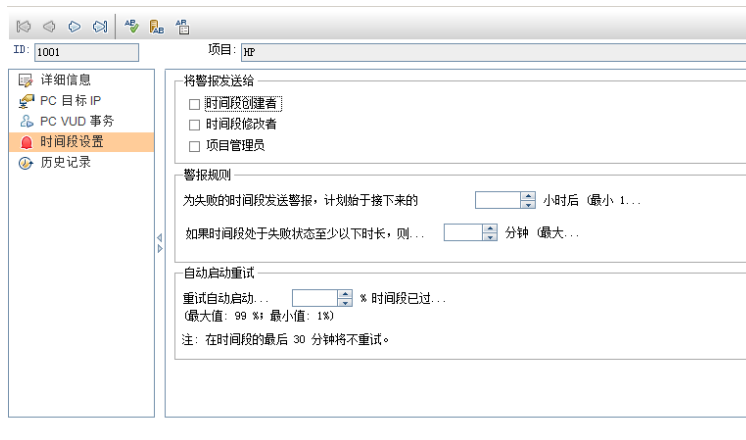 ID: 1001 项目: HP
详细信息
PC 目标 IP
PC VUD 事务
时间段设置
历史记录
将警报发送给
时间段创建者
时间段修改者
项目管理员
警报规则
为失败的时间段发送警报，计划始于接下来的 小时后 (最小 1...
如果时间段处于失败状态至少以下时长，则... 分钟 (最大...
自动启动重试
重试自动启动... % 时间段已过...
(最大值: 99 %; 最小值: 1%)
注: 在时间段的最后 30 分钟将不重试。